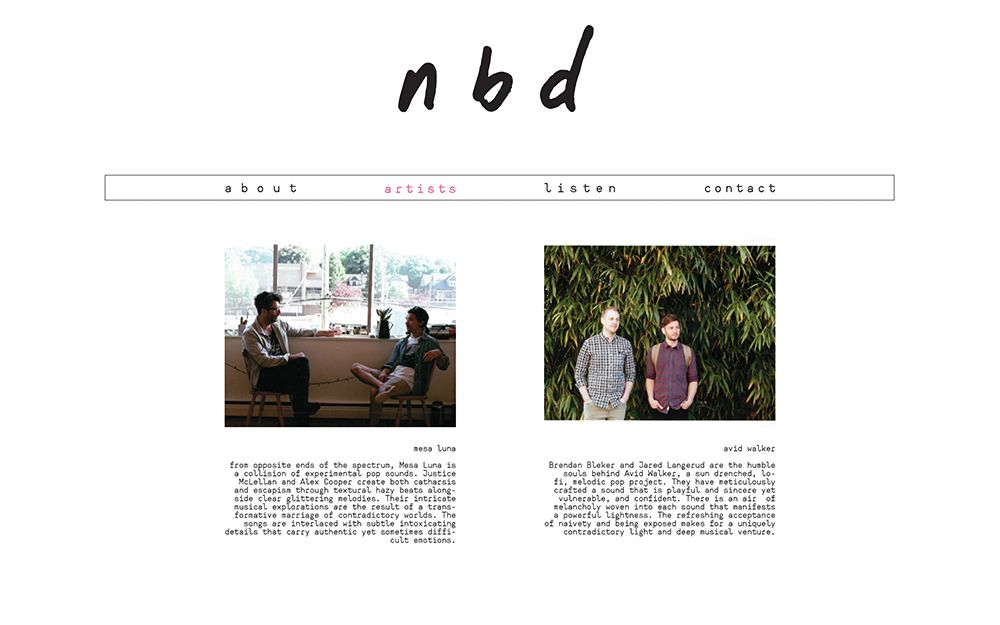 n b d
about artists listen contact
mesa luna
from opposite ends of the spectrum, Mesa Luna is
a collision of experimental pop sounds. Justice
McLellan and Alex Cooper create both catharsis
and escapism through textural hazy beats along-
side clear glittering melodies. Their intricate
musical explorations are the result of a trans-
formative marriage of contradictory worlds. The
songs are interlaced with subtle intoxicating
details that carry authentic yet sometimes diffi-
cult emotions.
avid walker
Brendan Bleker and Jared Langerud are the humble
souls behind Avid Walker, a sun drenched, lo-
fi, melodic pop project. They have meticulously
crafted a sound that is playful and sincere yet
vulnerable, and confident. There is an air of
melancholy woven into each sound that manifests
a powerful lightness. The refreshing acceptance
of naivety and being exposed makes for a uniquely
contradictory light and deep musical venture.